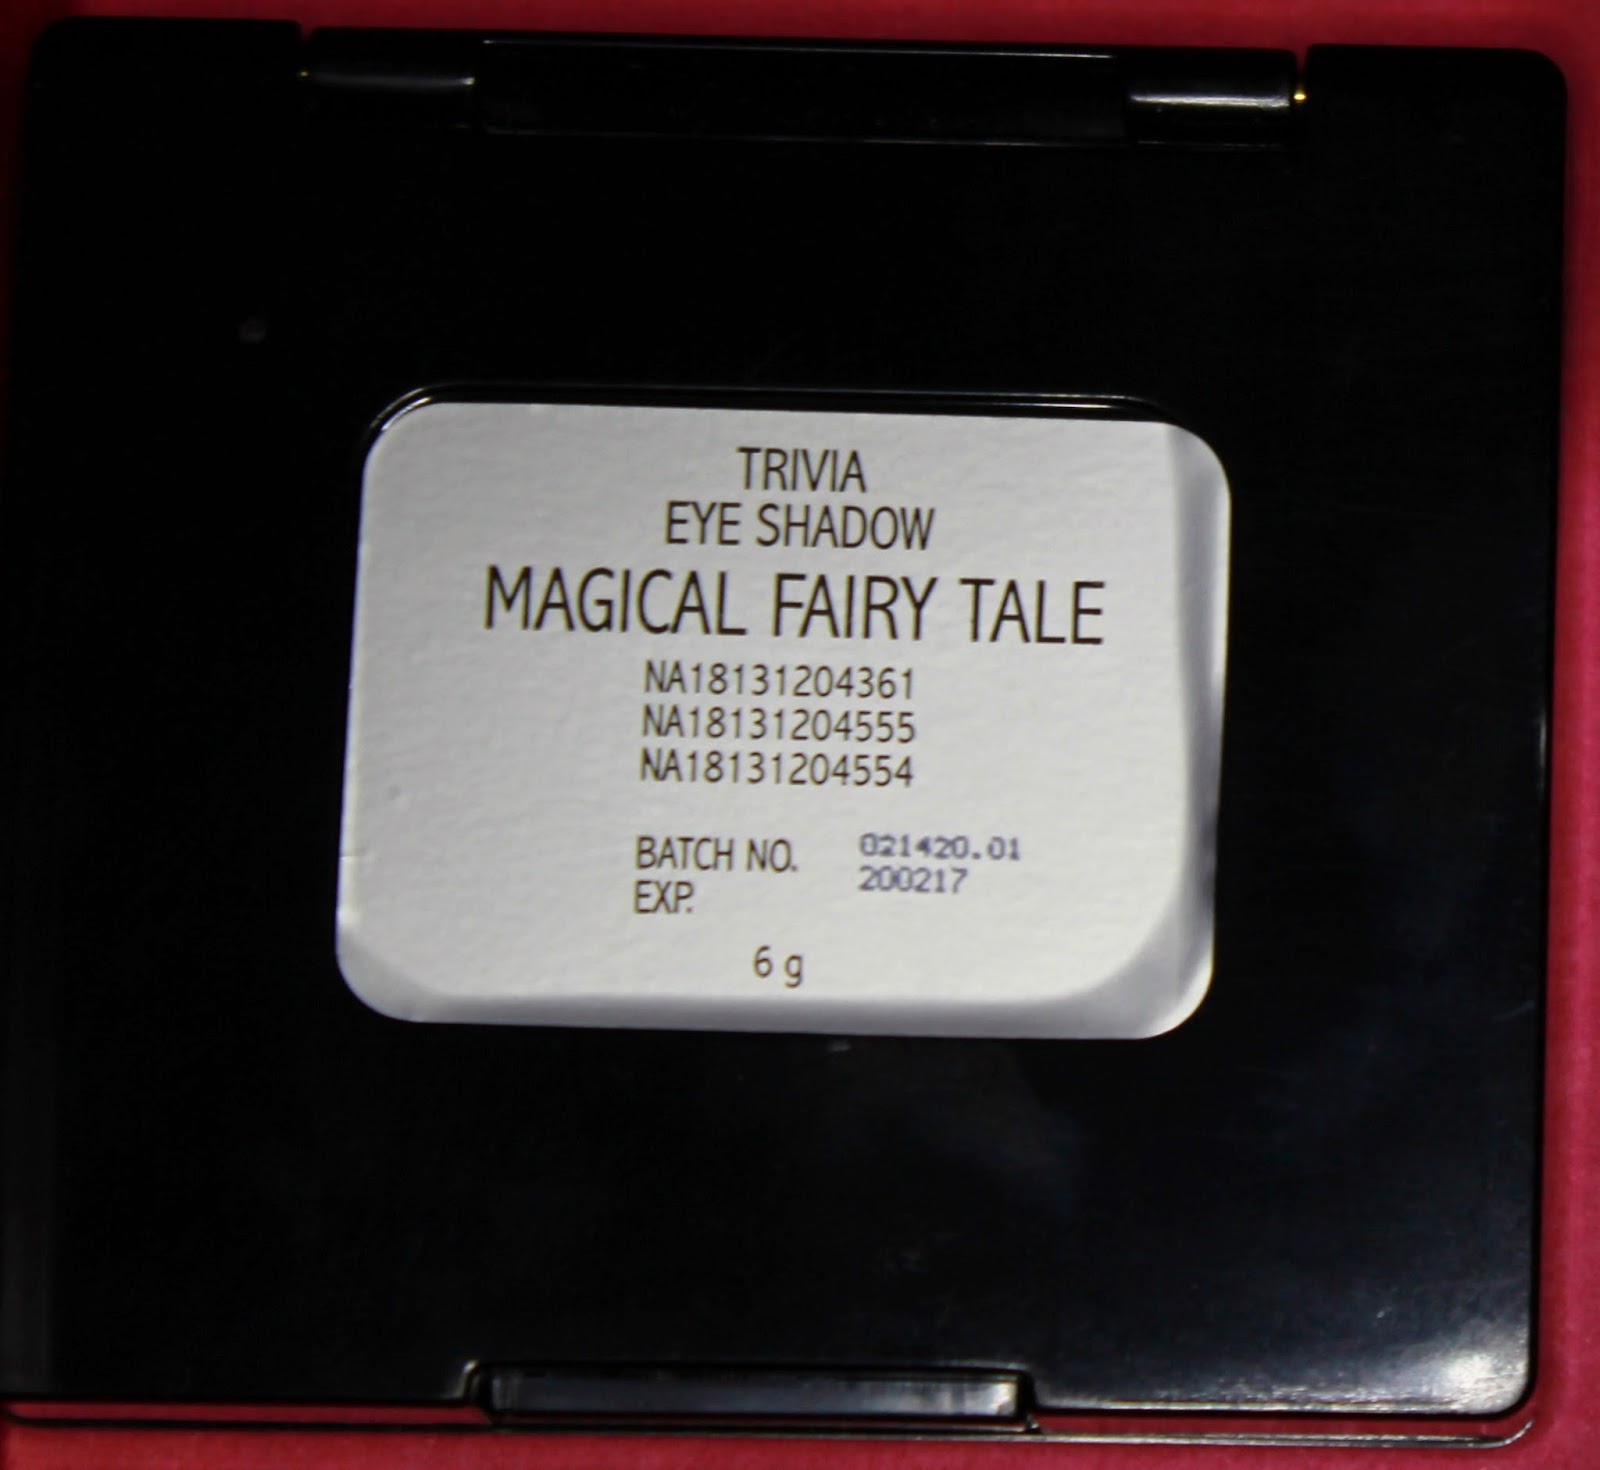 TRIVIA
EYE SHADOW
MAGICAL FAIRY TALE
NA18131204361
NA18131204555
NA18131204554
BATCH NO. 021420.01
EXP. 200217
6 g